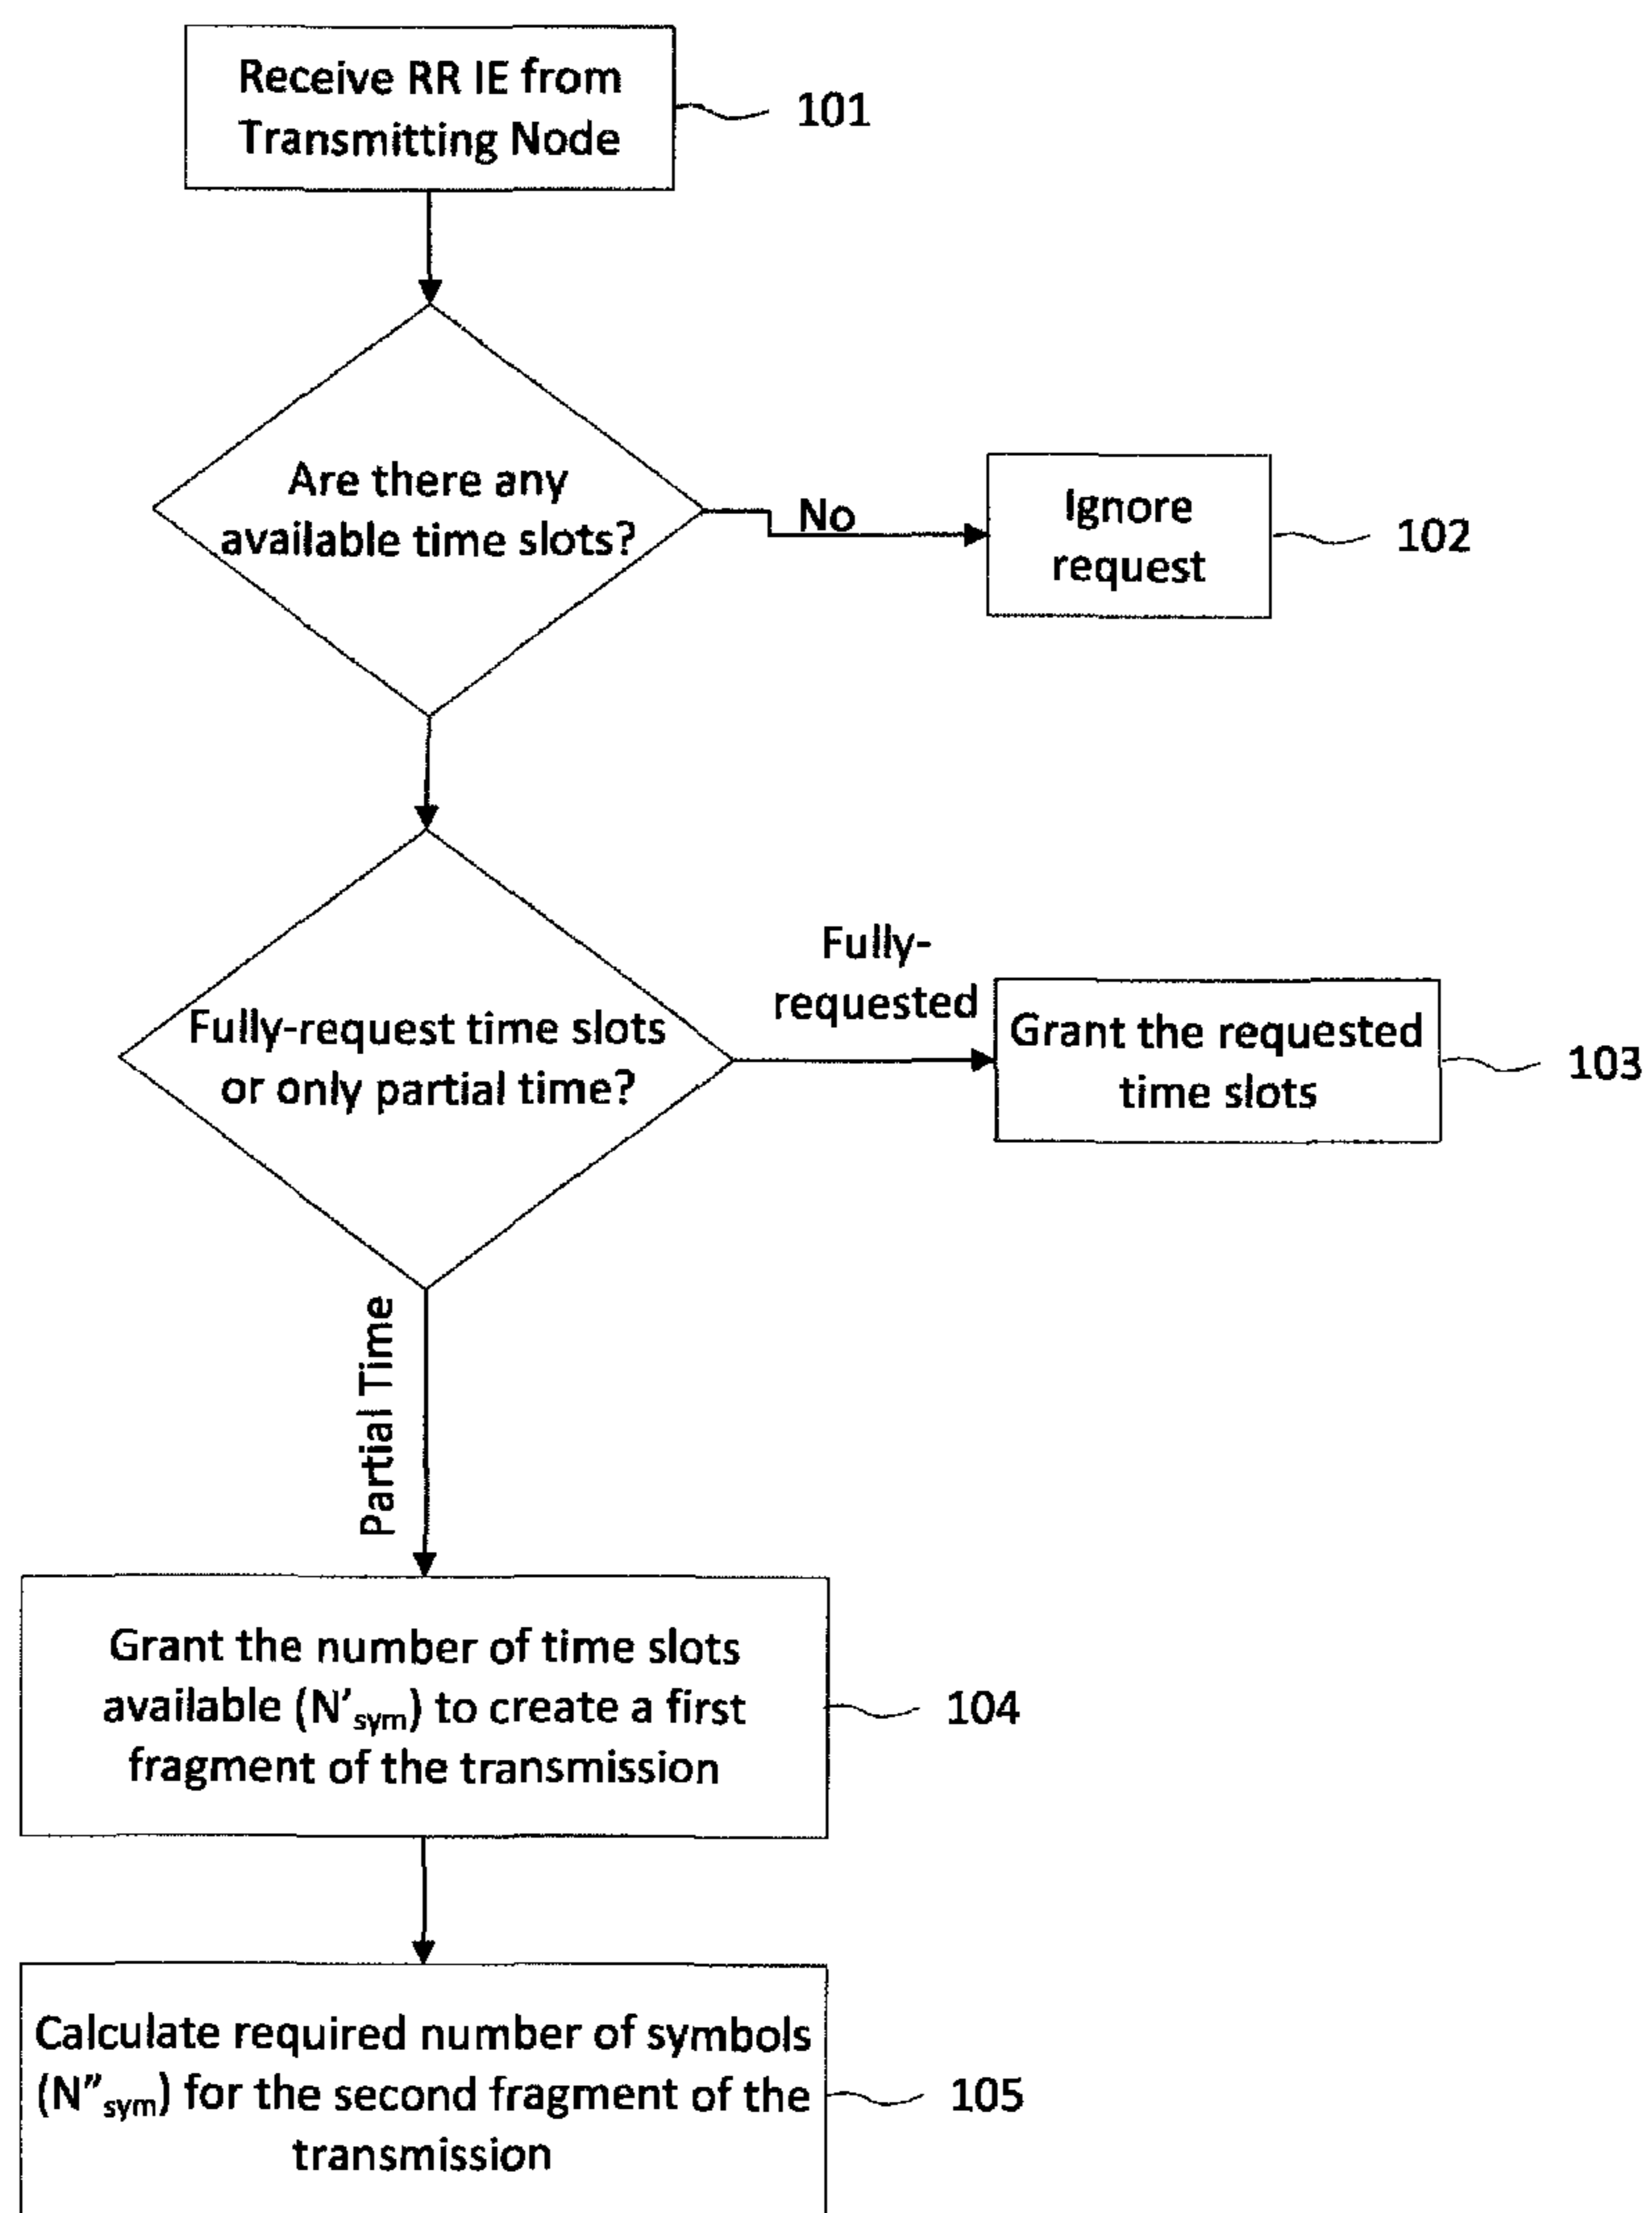 Receive RR IE from
Transmitting Node
101
Are there any
available time slots?
No
Ignore
request
102
Fully-request time slots
or only partial time?
Fully-
requested
Grant the requested
time slots
103
Partial Time
Grant the number of time slots
available (N'sym) to create a first
fragment of the transmission
104
Calculate required number of symbols
(N"sym) for the second fragment of the
transmission
105